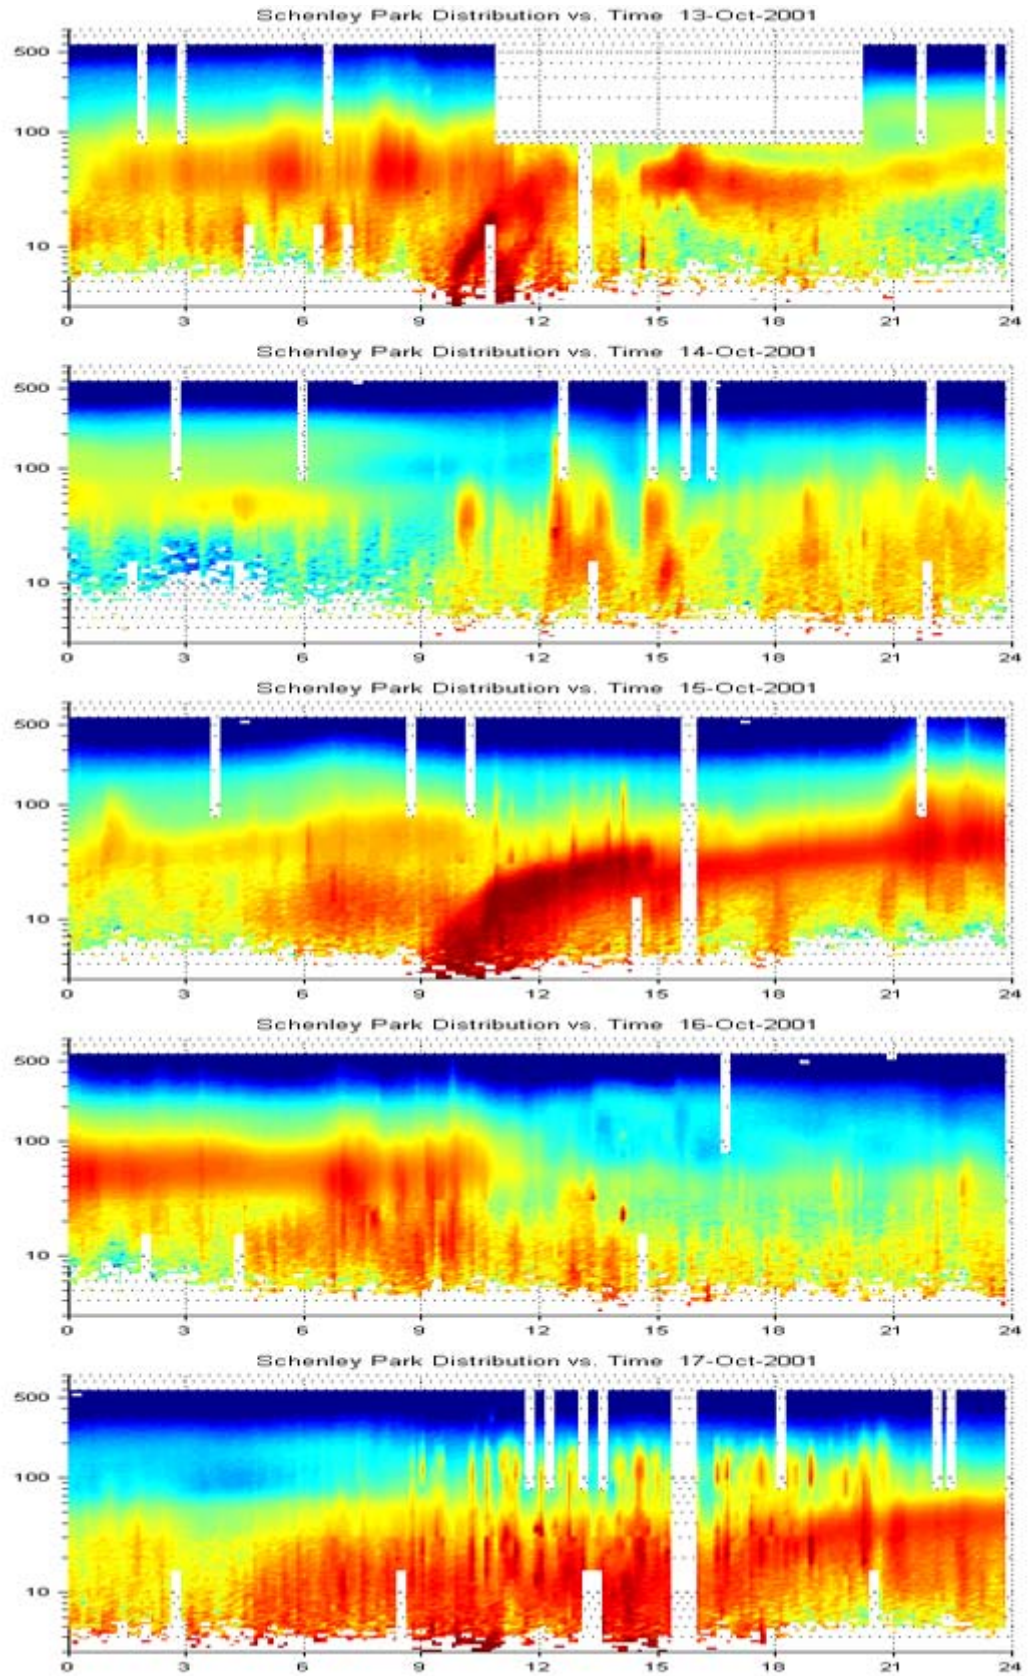 Schenley Park Distribution vs. Time 13-Oct-2001
500
100
10
0 3 6 9 12 15 18 21 24
Schenley Park Distribution vs. Time 14-Oct-2001
500
100
10
0 3 6 9 12 15 18 21 24
Schenley Park Distribution vs. Time 15-Oct-2001
500
100
10
0 3 6 9 12 15 18 21 24
Schenley Park Distribution vs. Time 16-Oct-2001
500
100
10
0 3 6 9 12 15 18 21 24
Schenley Park Distribution vs. Time 17-Oct-2001
500
100
10
0 3 6 9 12 15 18 21 24